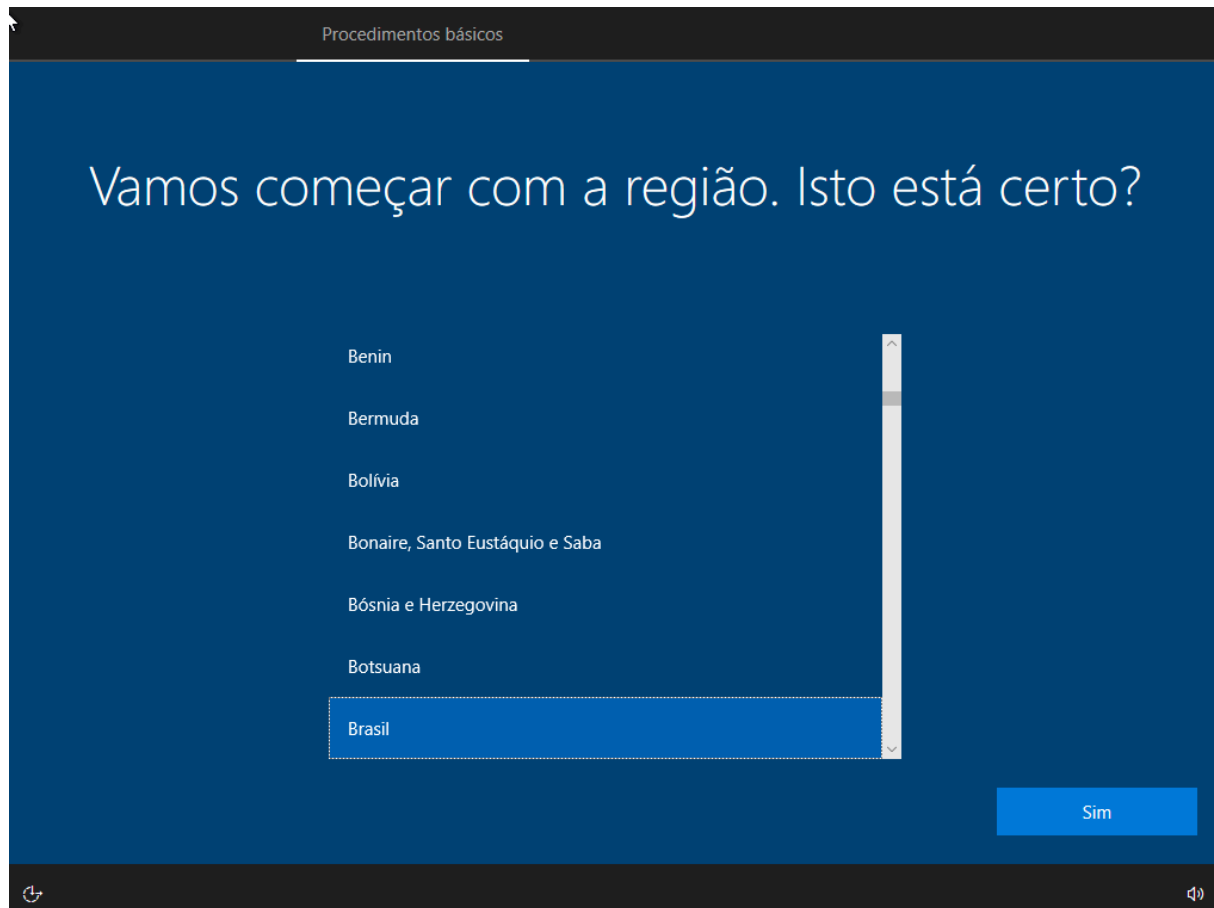 Procedimentos básicos
Vamos começar com a região. Isto está certo?
Benin
Bermuda
Bolívia
Bonaire, Santo Eustáquio e Saba
Bósnia e Herzegovina
Botsuana
Brasil
Sim